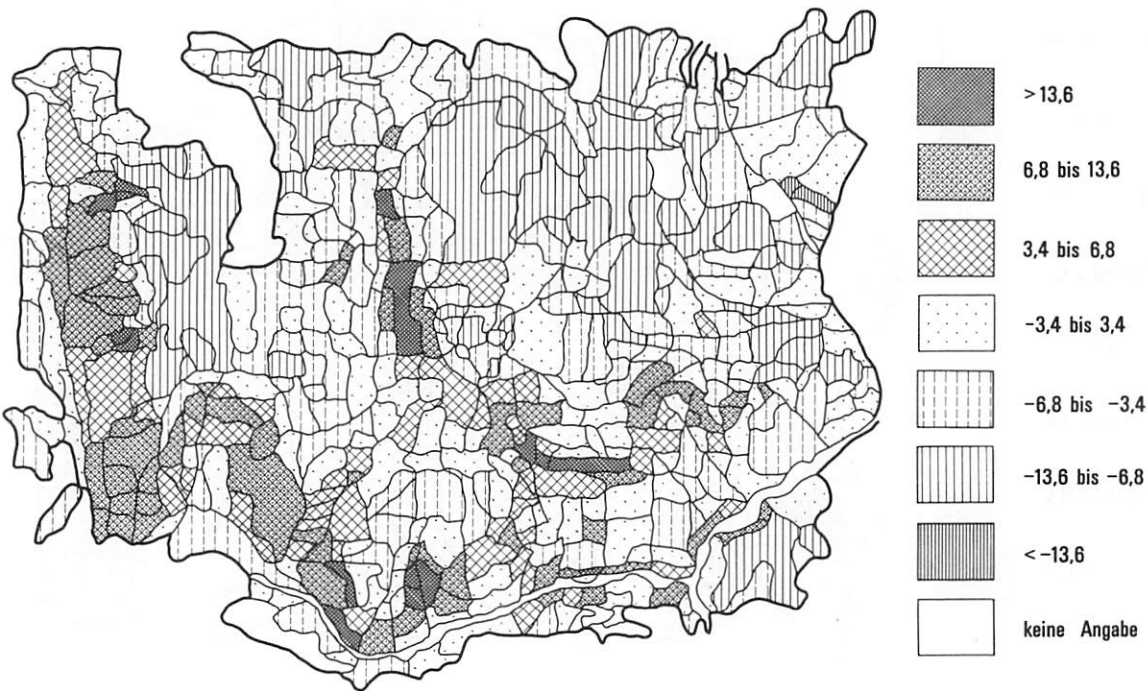 > 13,6
6,8 bis 13,6
3,4 bis 6,8
-3,4 bis 3,4
-6,8 bis -3,4
-13,6 bis -6,8
< -13,6
keine Angabe